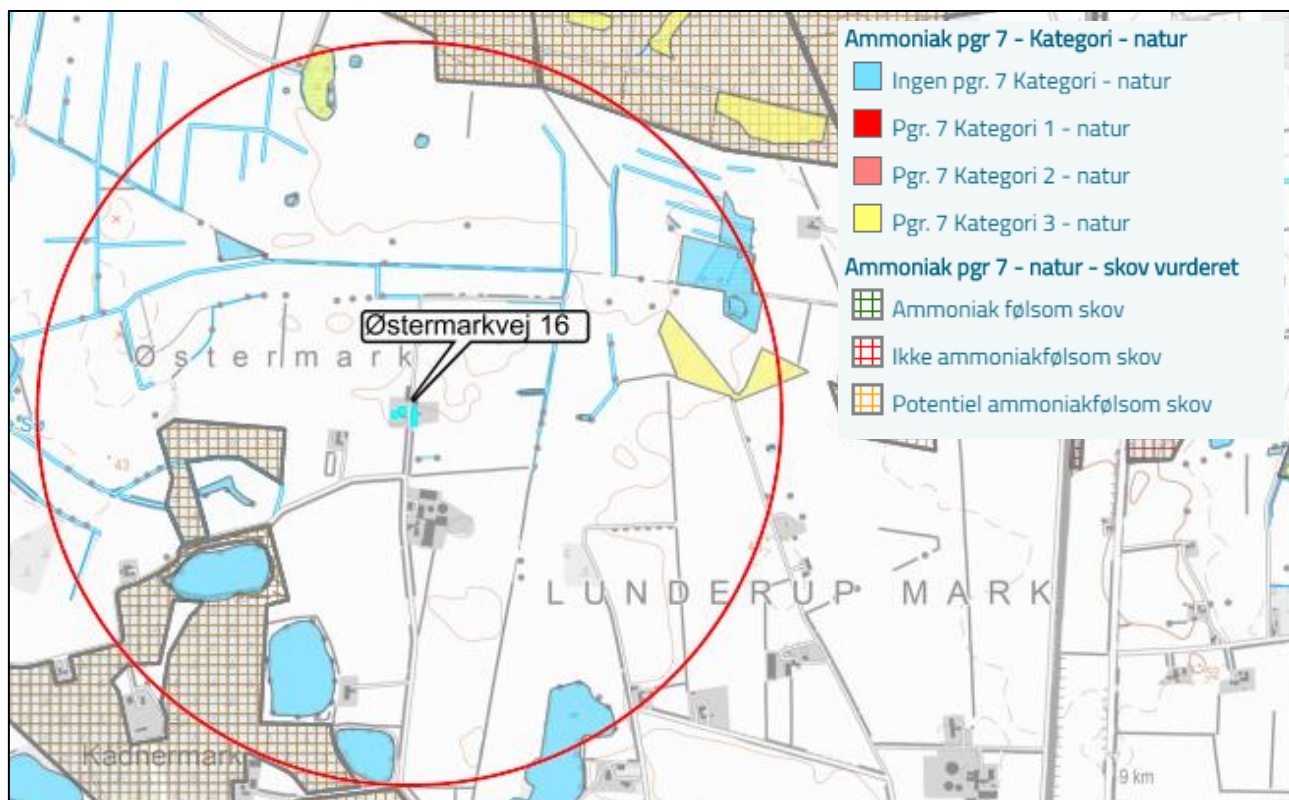 Ammoniak pgr 7 - Kategori - natur
Ingen pgr. 7 Kategori - natur
Pgr. 7 Kategori 1 - natur
Pgr. 7 Kategori 2 - natur
Pgr. 7 Kategori 3 - natur
Ammoniak pgr 7 - natur - skov vurderet
Ammoniak følsom skov
Ikke ammoniakfølsom skov
Potentiel ammoniakfølsom skov
Østermarkvej 16
Østermark
Sø
43
LUNDERUP MARK
52
Kadnermark
9 km